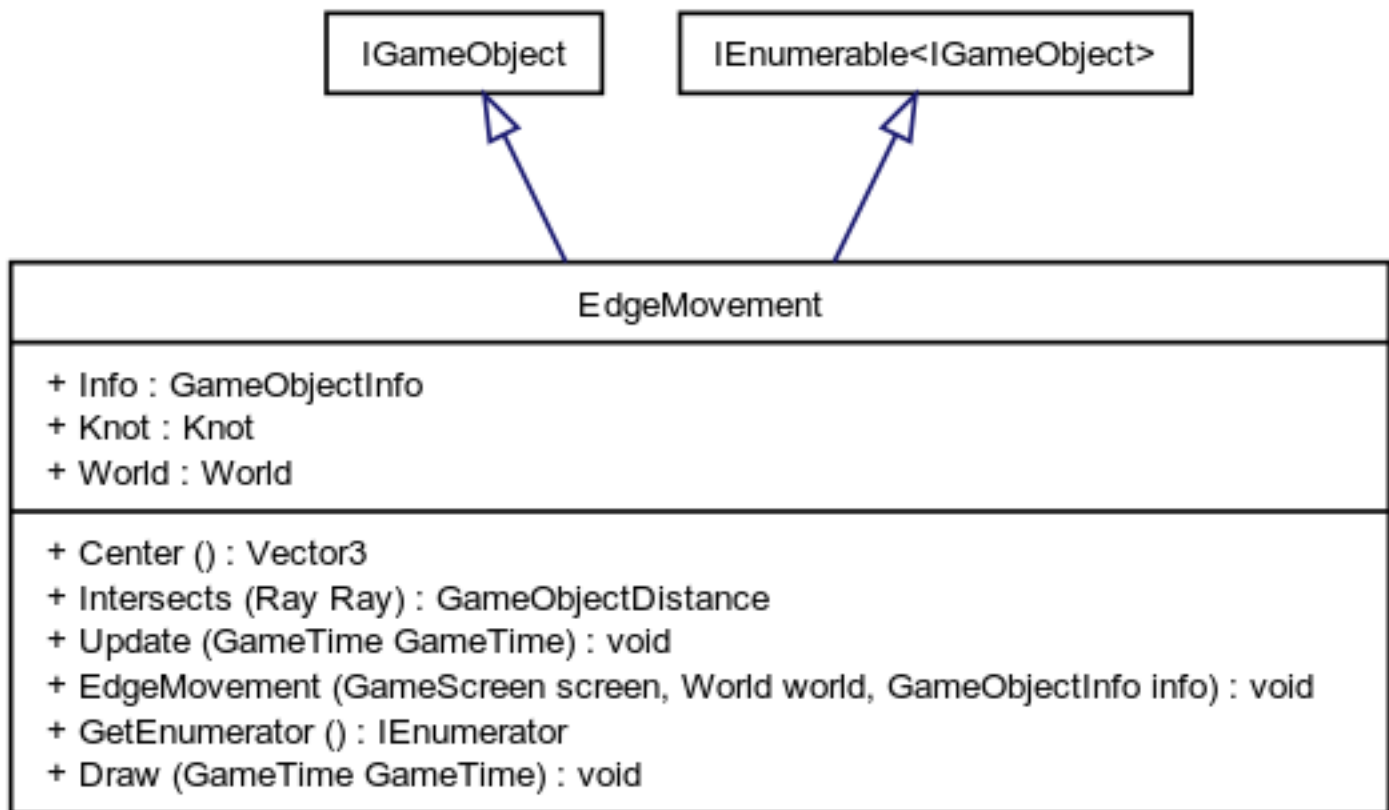 IGameObject
IEnumerable<IGameObject>
EdgeMovement
+ Info : GameObjectInfo
+ Knot : Knot
+ World : World
+ Center () : Vector3
+ Intersects (Ray Ray) : GameObjectDistance
+ Update (GameTime GameTime) : void
+ EdgeMovement (GameScreen screen, World world, GameObjectInfo info) : void
+ GetEnumerator () : IEnumerator
+ Draw (GameTime GameTime) : void